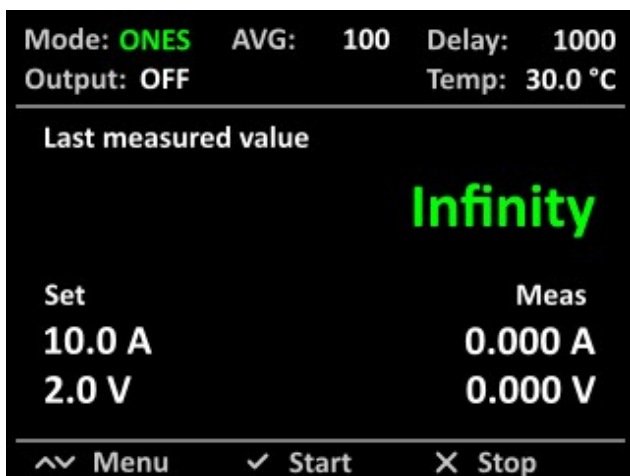 Mode: ONES AVG: 100 Delay: 1000
Output: OFF Temp: 30.0 °C
Last measured value
Infinity
Set Meas
10.0 A 0.000 A
2.0 V 0.000 V
Menu Start Stop